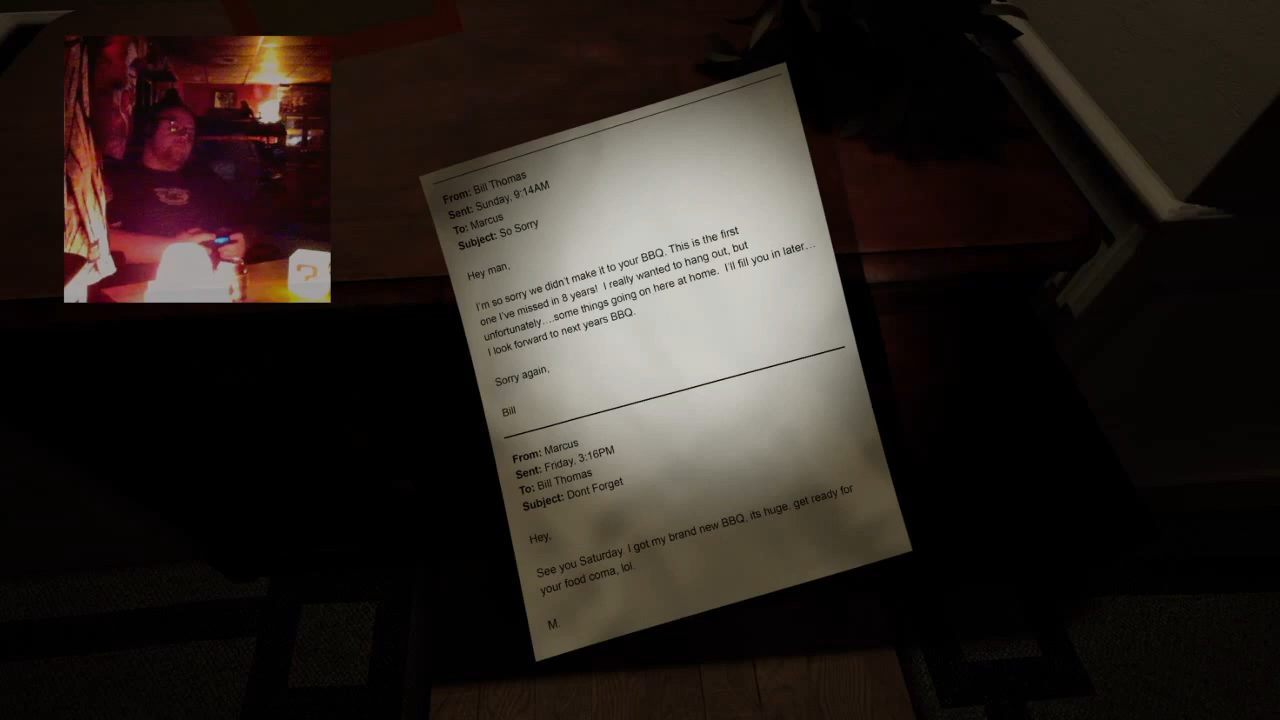 From: Bill Thomas
Sent: Sunday, 9:14AM
To: Marcus
Subject: So Sorry
Hey man,
I'm so sorry we didn't make it to your BBQ. This is the first
one I've missed in 8 years! I really wanted to hang out, but
unfortunately....some things going on here at home. I'll fill you in later...
I look forward to next years BBQ.
Sorry again,
Bill
From: Marcus
Sent: Friday, 3:16PM
To: Bill Thomas
Subject: Dont Forget
Hey,
See you Saturday. I got my brand new BBQ, its huge. get ready for
your food coma, lol.
M.
?